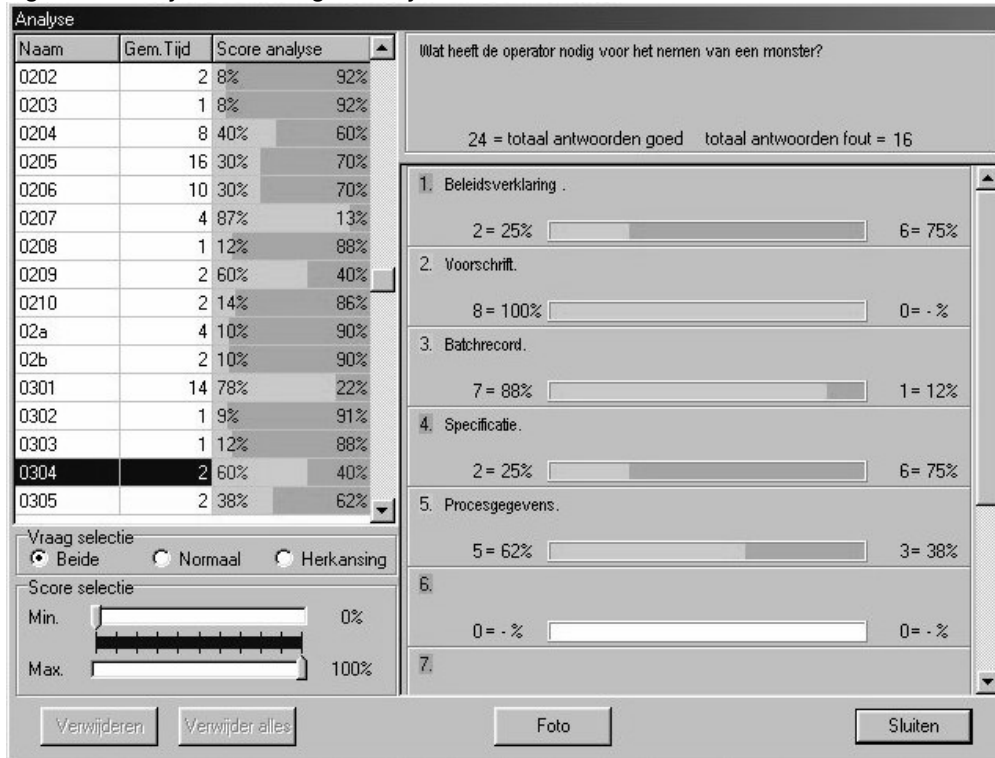 Analyse
Naam Gem.Tijd Score analyse
0202 2 8% 92%
0203 1 8% 92%
0204 8 40% 60%
0205 16 30% 70%
0206 10 30% 70%
0207 4 87% 13%
0208 1 12% 88%
0209 2 60% 40%
0210 2 14% 86%
02a 4 10% 90%
02b 2 10% 90%
0301 14 78% 22%
0302 1 9% 91%
0303 1 12% 88%
0304 2 60% 40%
0305 2 38% 62%
Vraag selectie
Beide Normaal Herkansing
Score selectie
Min. 0%
Max. 100%
Verwijderen Verwijder alles
Wat heeft de operator nodig voor het nemen van een monster?
24 = totaal antwoorden goed totaal antwoorden fout = 16
1. Beleidsverklaring .
2 = 25% 6 = 75%
2. Voorschrift.
8 = 100% 0 = - %
3. Batchrecord.
7 = 88% 1 = 12%
4. Specificatie.
2 = 25% 6 = 75%
5. Procesgegevens.
5 = 62% 3 = 38%
6.
0 = - % 0 = - %
7.
Foto Sluiten